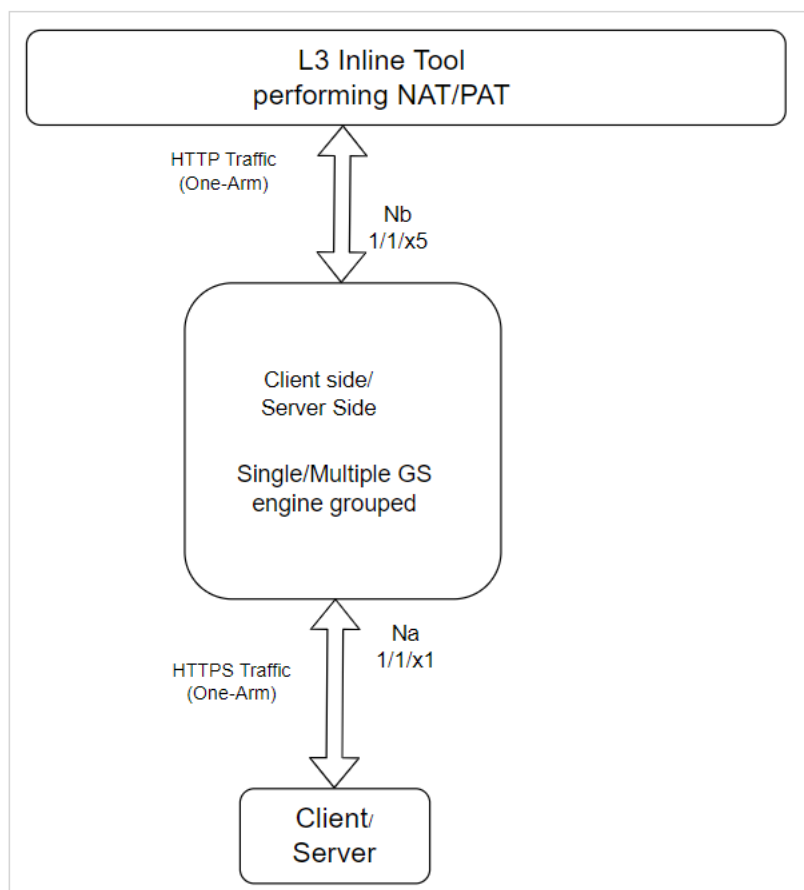 L3 Inline Tool
performing NAT/PAT
HTTP Traffic
(One-Arm)
Nb
1/1/x5
Client side/
Server Side
Single/Multiple GS
engine grouped
Na
1/1/x1
HTTPS Traffic
(One-Arm)
Client/
Server